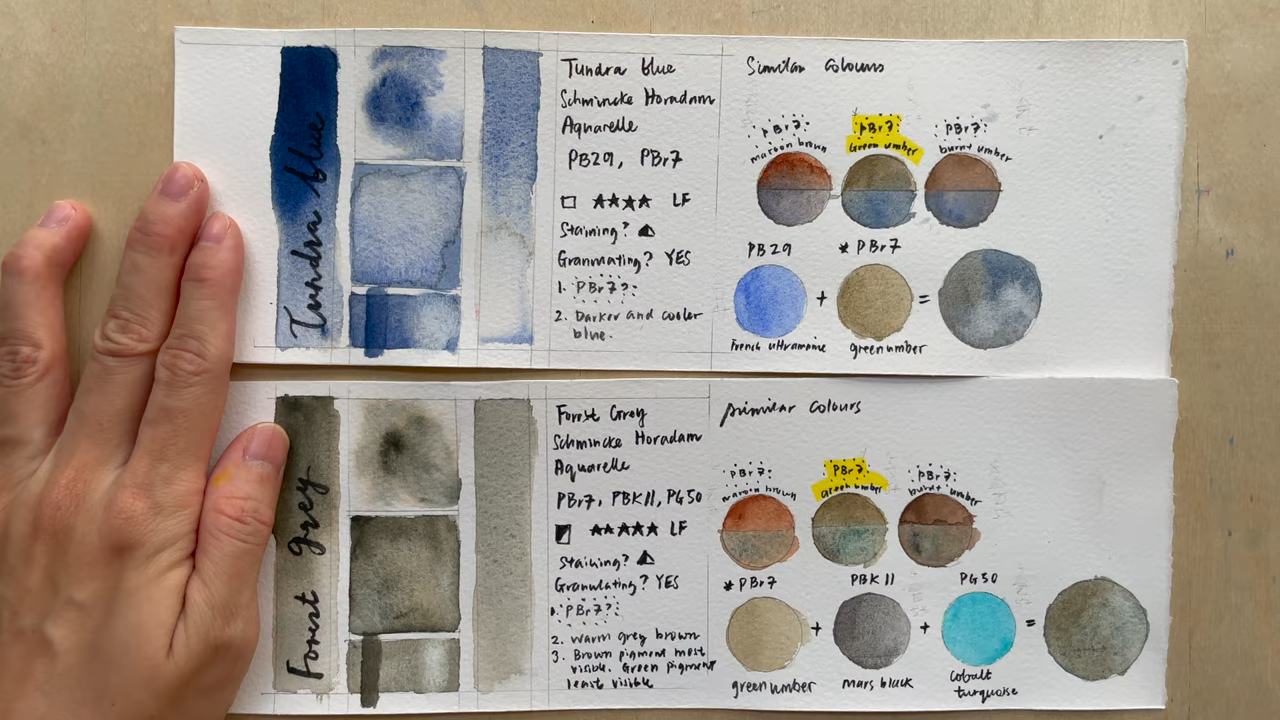 Tundra blue
Tundra blue
Schmincke Horadam
Aquarelle
PB29, PBr7
☐ ★★★★ LF
Staining?
Granulating? YES
1. PBr7?
2. Darker and cooler
blue.
Similar colours
PBr7
maroon brown
PBr7
Green umber
PBr7
burnt umber
PB29
* PBr7
+
=
French ultramarine
green umber
Forest grey
Forest Grey
Schmincke Horadam
Aquarelle
PBr7, PBK11, PG50
★★★★★ LF
Staining?
Granulating? YES
1. PBr7?
2. Warm grey brown
3. Brown pigment most
visible. Green pigment
least visible
similar colours
PBr7
maroon brown
PBr7
Green umber
PBr7
burnt umber
* PBr7
PBK11
PG50
+
+
=
green umber
mars black
cobalt
turquoise